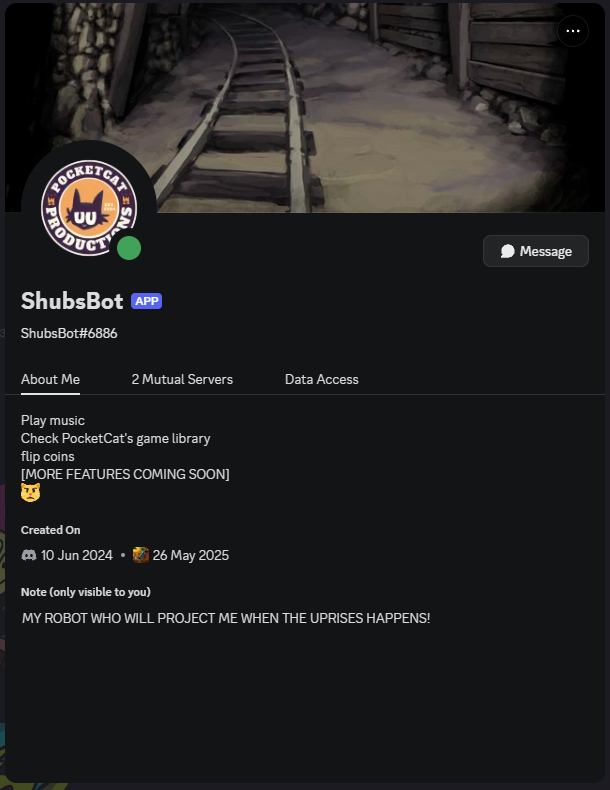 POCKETCAT
PRODUCTIONS
Message
ShubsBot APP
ShubsBot#6886
About Me 2 Mutual Servers Data Access
Play music
Check PocketCat's game library
flip coins
[MORE FEATURES COMING SOON]
Created On
10 Jun 2024 • 26 May 2025
Note (only visible to you)
MY ROBOT WHO WILL PROJECT ME WHEN THE UPRISES HAPPENS!